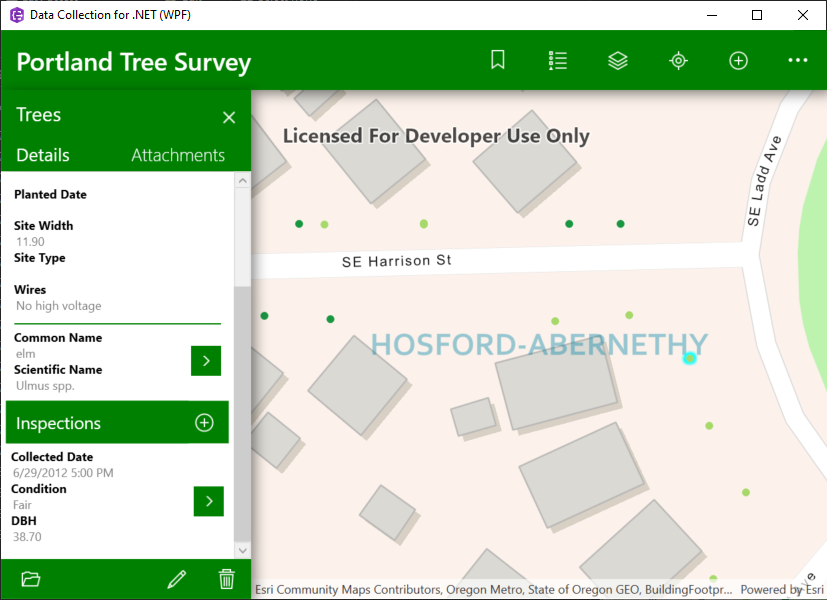 Data Collection for .NET (WPF)
Portland Tree Survey
Trees
Details Attachments
Planted Date
Site Width
11.90
Site Type
Wires
No high voltage
Common Name
elm
Scientific Name
Ulmus spp.
Inspections
Collected Date
6/29/2012 5:00 PM
Condition
Fair
DBH
38.70
Licensed For Developer Use Only
SE Ladd Ave
SE Harrison St
HOSFORD-ABERNETHY
Esri Community Maps Contributors, Oregon Metro, State of Oregon GEO, BuildingFootpr... Powered by Esri